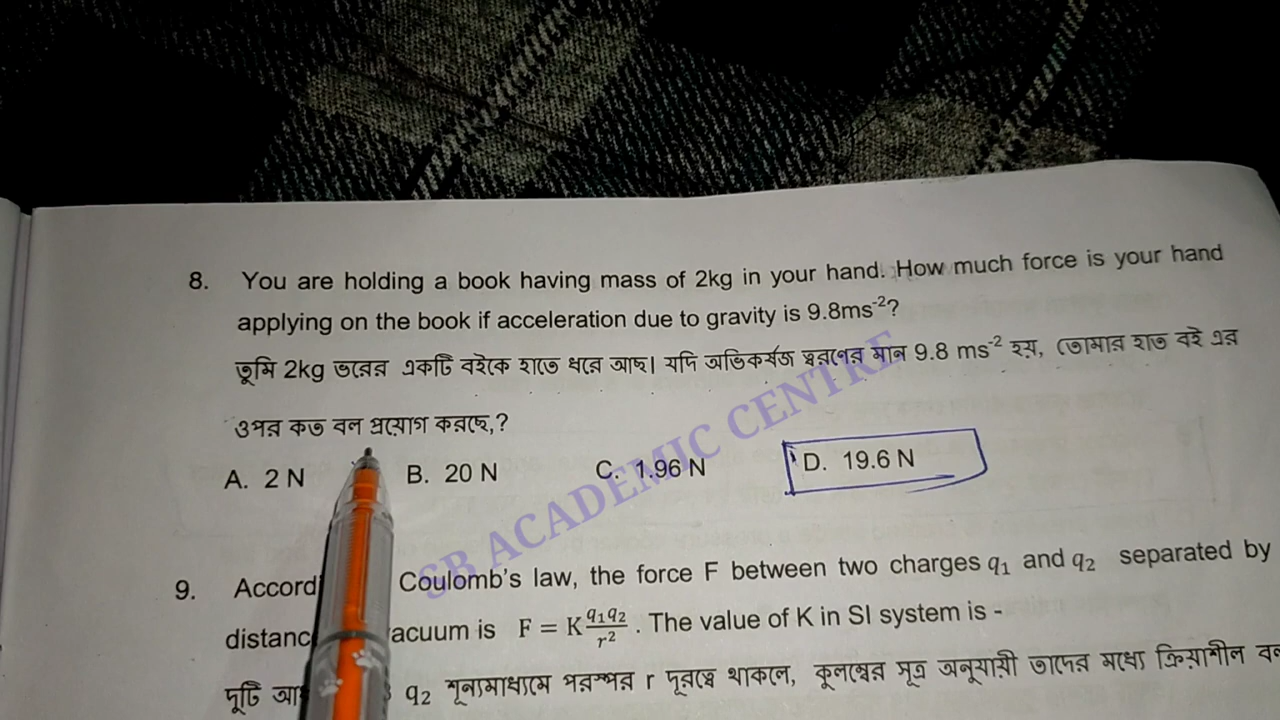 8. You are holding a book having mass of 2kg in your hand. How much force is your hand
applying on the book if acceleration due to gravity is 9.8ms⁻²?
তুমি 2kg ভরের একটি বইকে হাতে ধরে আছ। যদি অভিকর্ষজ ত্বরণের মান 9.8 ms⁻² হয়, তোমার হাত বই এর
ওপর কত বল প্রয়োগ করছে,?
A. 2 N B. 20 N C. 1.96 N D. 19.6 N
SB ACADEMIC CENTRE
9. Accord Coulomb's law, the force F between two charges q₁ and q₂ separated by
distanc acuum is F = K q₁q₂/r² . The value of K in SI system is -
দুটি আ q₂ শূন্যমাধ্যমে পরস্পর r দূরত্বে থাকলে, কুলম্বের সূত্র অনুযায়ী তাদের মধ্যে ক্রিয়াশীল বল